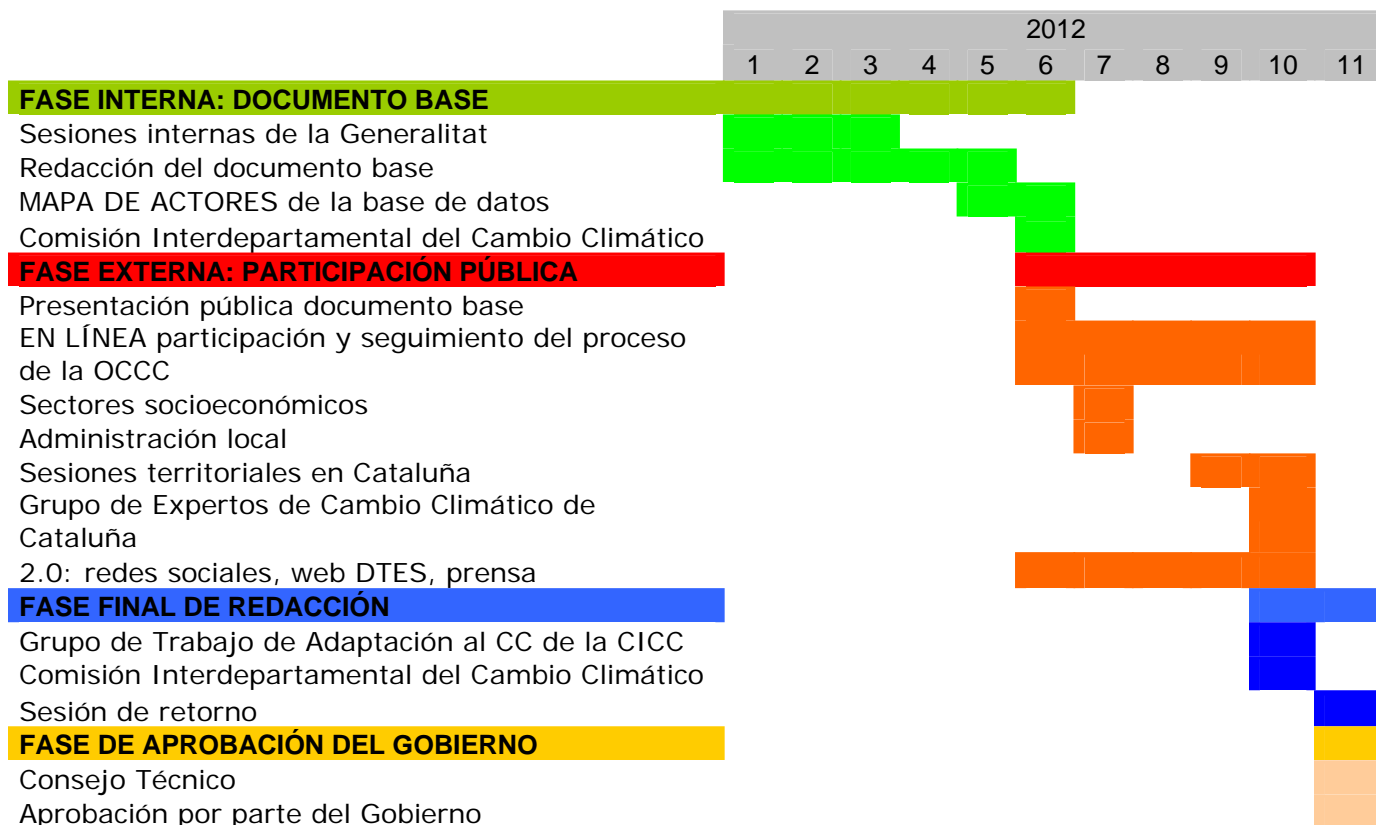 2012
1 2 3 4 5 6 7 8 9 10 11
FASE INTERNA: DOCUMENTO BASE
Sesiones internas de la Generalitat
Redacción del documento base
MAPA DE ACTORES de la base de datos
Comisión Interdepartamental del Cambio Climático
FASE EXTERNA: PARTICIPACIÓN PÚBLICA
Presentación pública documento base
EN LÍNEA participación y seguimiento del proceso
de la OCCC
Sectores socioeconómicos
Administración local
Sesiones territoriales en Cataluña
Grupo de Expertos de Cambio Climático de
Cataluña
2.0: redes sociales, web DTES, prensa
FASE FINAL DE REDACCIÓN
Grupo de Trabajo de Adaptación al CC de la CICC
Comisión Interdepartamental del Cambio Climático
Sesión de retorno
FASE DE APROBACIÓN DEL GOBIERNO
Consejo Técnico
Aprobación por parte del Gobierno